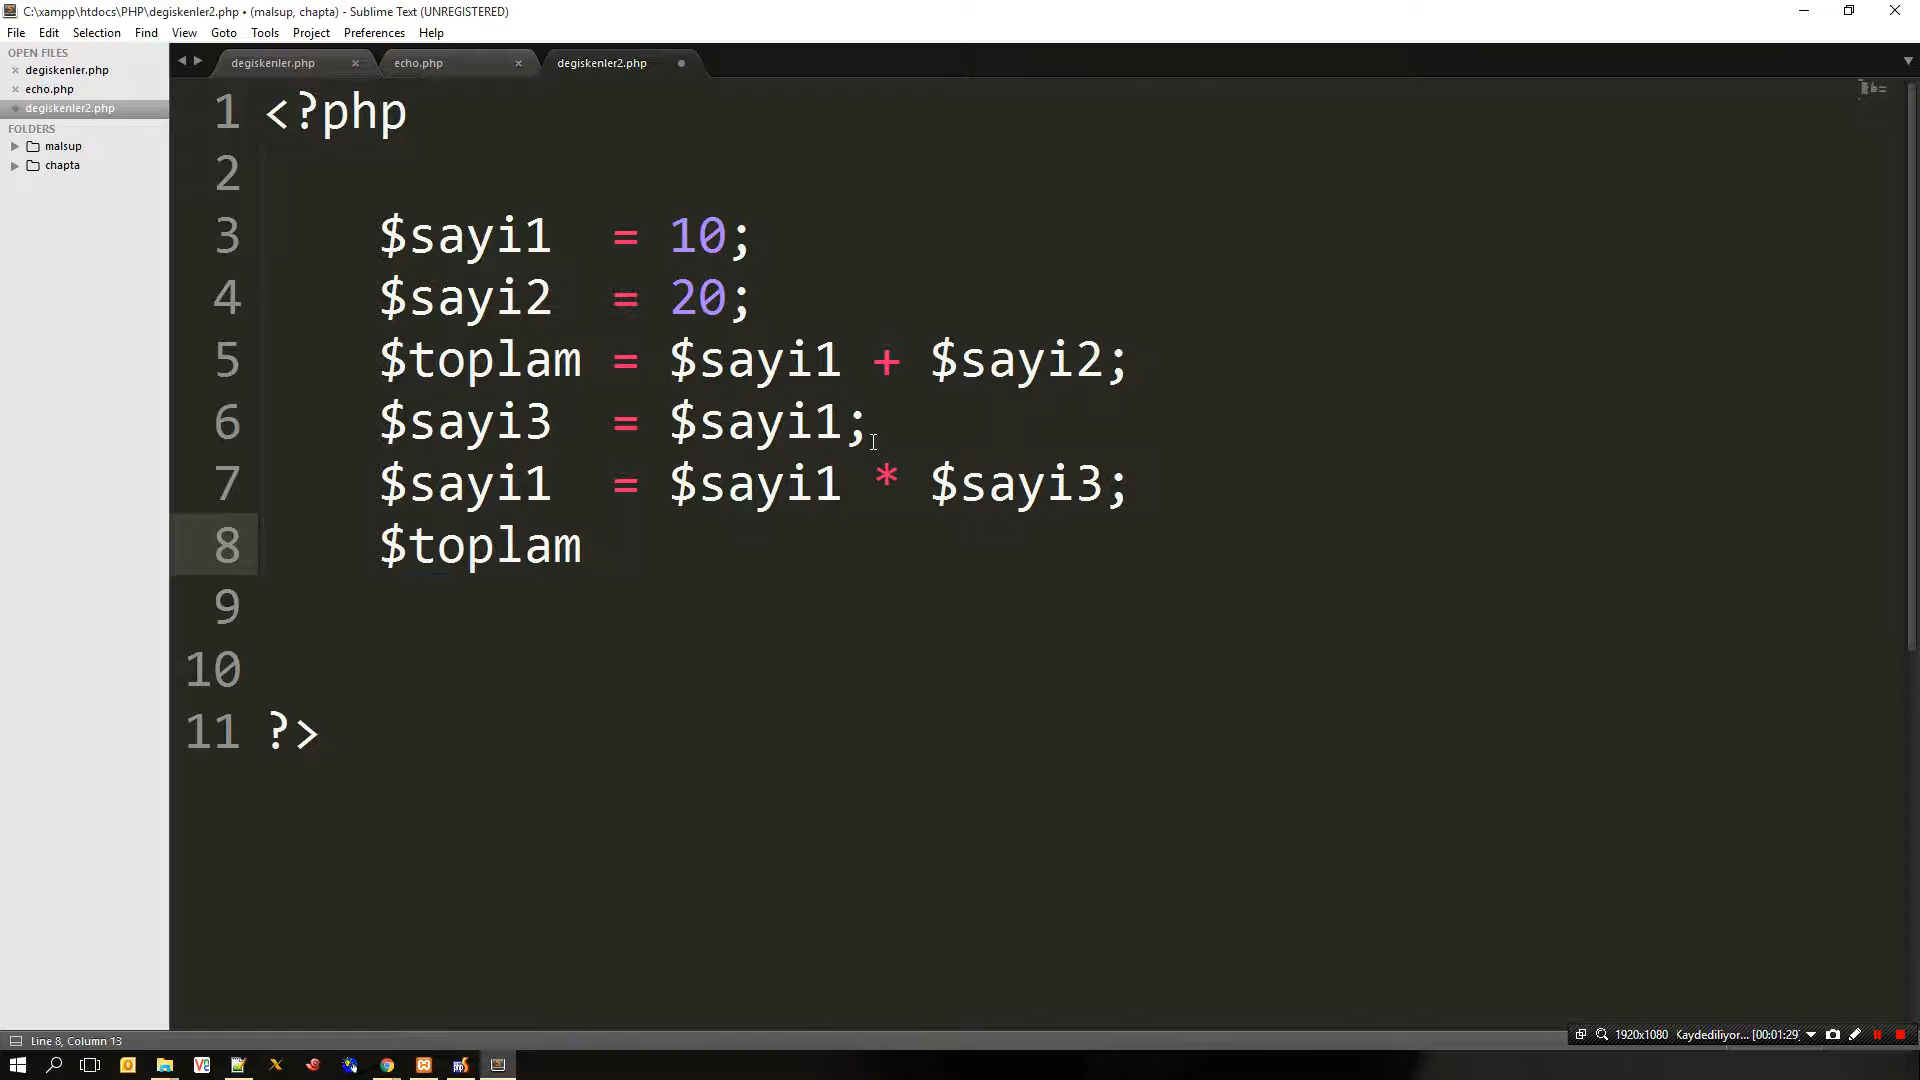 C:\xampp\htdocs\PHP\degiskenler2.php • (malsup, chapta) - Sublime Text (UNREGISTERED)
File Edit Selection Find View Goto Tools Project Preferences Help
OPEN FILES
degiskenler.php
echo.php
degiskenler2.php
FOLDERS
malsup
chapta
degiskenler.php echo.php degiskenler2.php
1 <?php
2
3 $sayi1 = 10;
4 $sayi2 = 20;
5 $toplam = $sayi1 + $sayi2;
6 $sayi3 = $sayi1;
7 $sayi1 = $sayi1 * $sayi3;
8 $toplam
9
10
11 ?>
Line 8, Column 13
1920x1080 Kaydediliyor... [00:01:29]